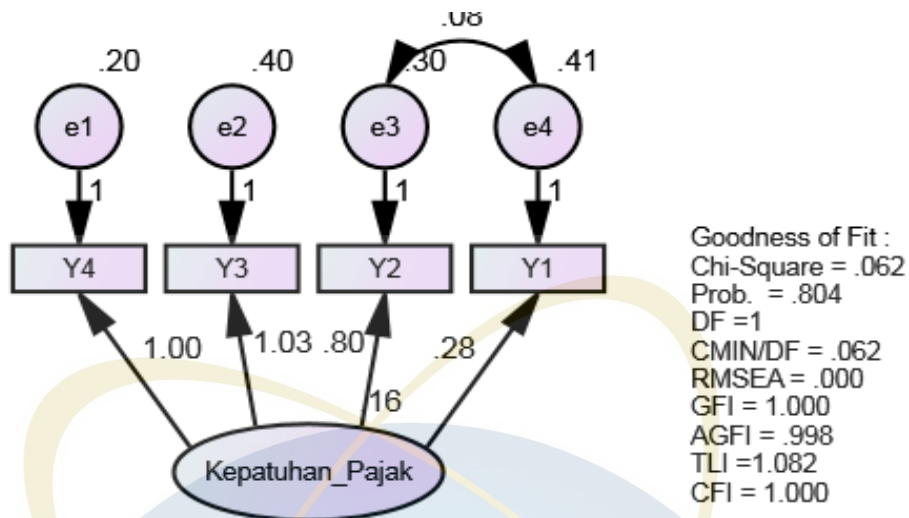 .08
.20 .40 .30 .41
e1 e2 e3 e4
1 1 1 1
Y4 Y3 Y2 Y1
1.00 1.03 .80 .28
.16
Kepatuhan_Pajak
Goodness of Fit :
Chi-Square = .062
Prob. = .804
DF =1
CMIN/DF = .062
RMSEA = .000
GFI = 1.000
AGFI = .998
TLI =1.082
CFI = 1.000